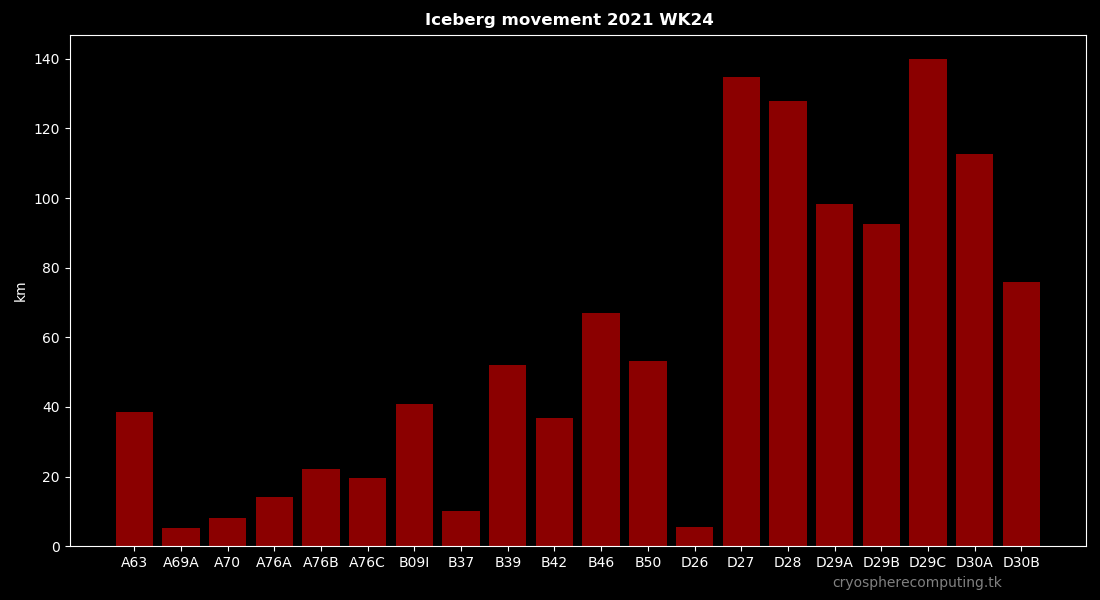 Iceberg movement 2021 WK24
km
140
120
100
80
60
40
20
0
A63 A69A A70 A76A A76B A76C B09I B37 B39 B42 B46 B50 D26 D27 D28 D29A D29B D29C D30A D30B
cryospherecomputing.tk